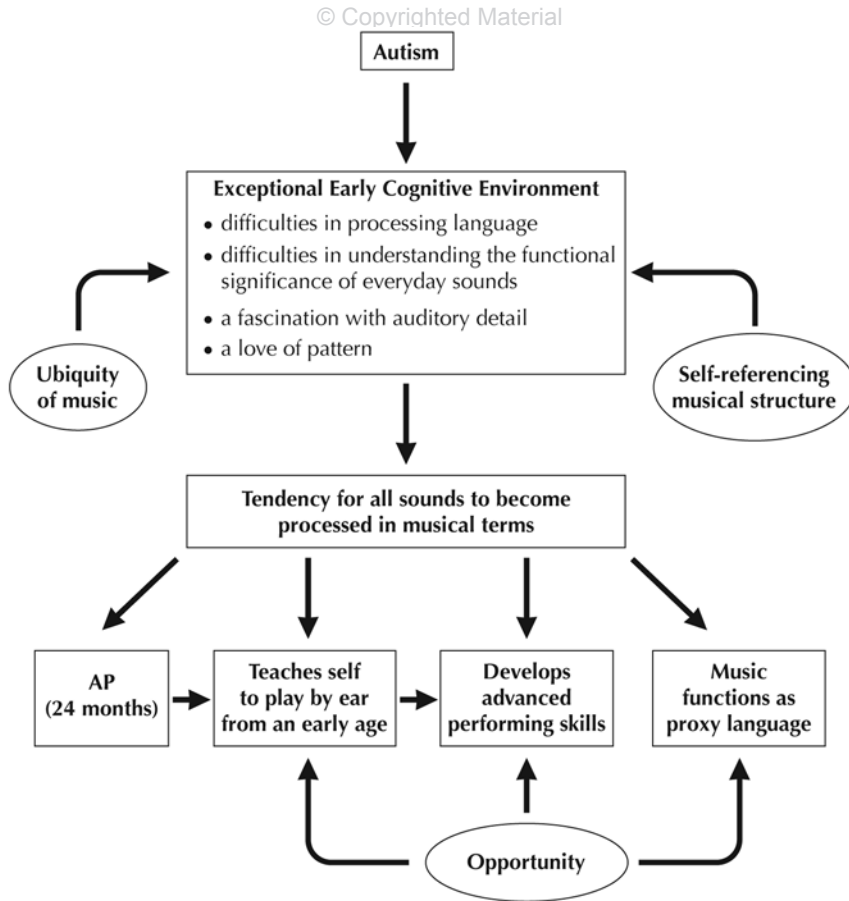 © Copyrighted Material
Autism
Exceptional Early Cognitive Environment
• difficulties in processing language
• difficulties in understanding the functional
significance of everyday sounds
• a fascination with auditory detail
• a love of pattern
Ubiquity
of music
Self-referencing
musical structure
Tendency for all sounds to become
processed in musical terms
AP
(24 months)
Teaches self
to play by ear
from an early age
Develops
advanced
performing skills
Music
functions as
proxy language
Opportunity